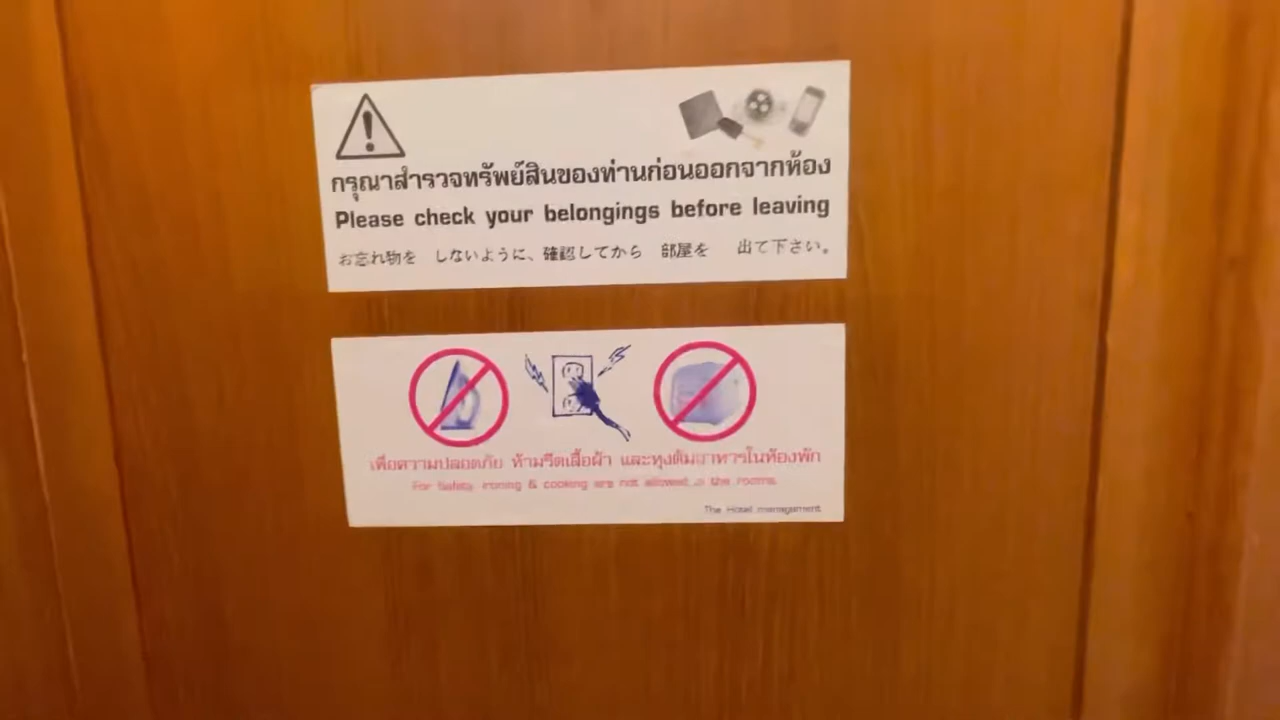 กรุณาสำรวจทรัพย์สินของท่านก่อนออกจากห้อง
Please check your belongings before leaving
お忘れ物を しないように、確認してから 部屋を 出て下さい。
เพื่อความปลอดภัย ห้ามรีดเสื้อผ้า และหุงต้มอาหารในห้องพัก
For Safety, ironing & cooking are not allowed in the rooms.
The Hotel management